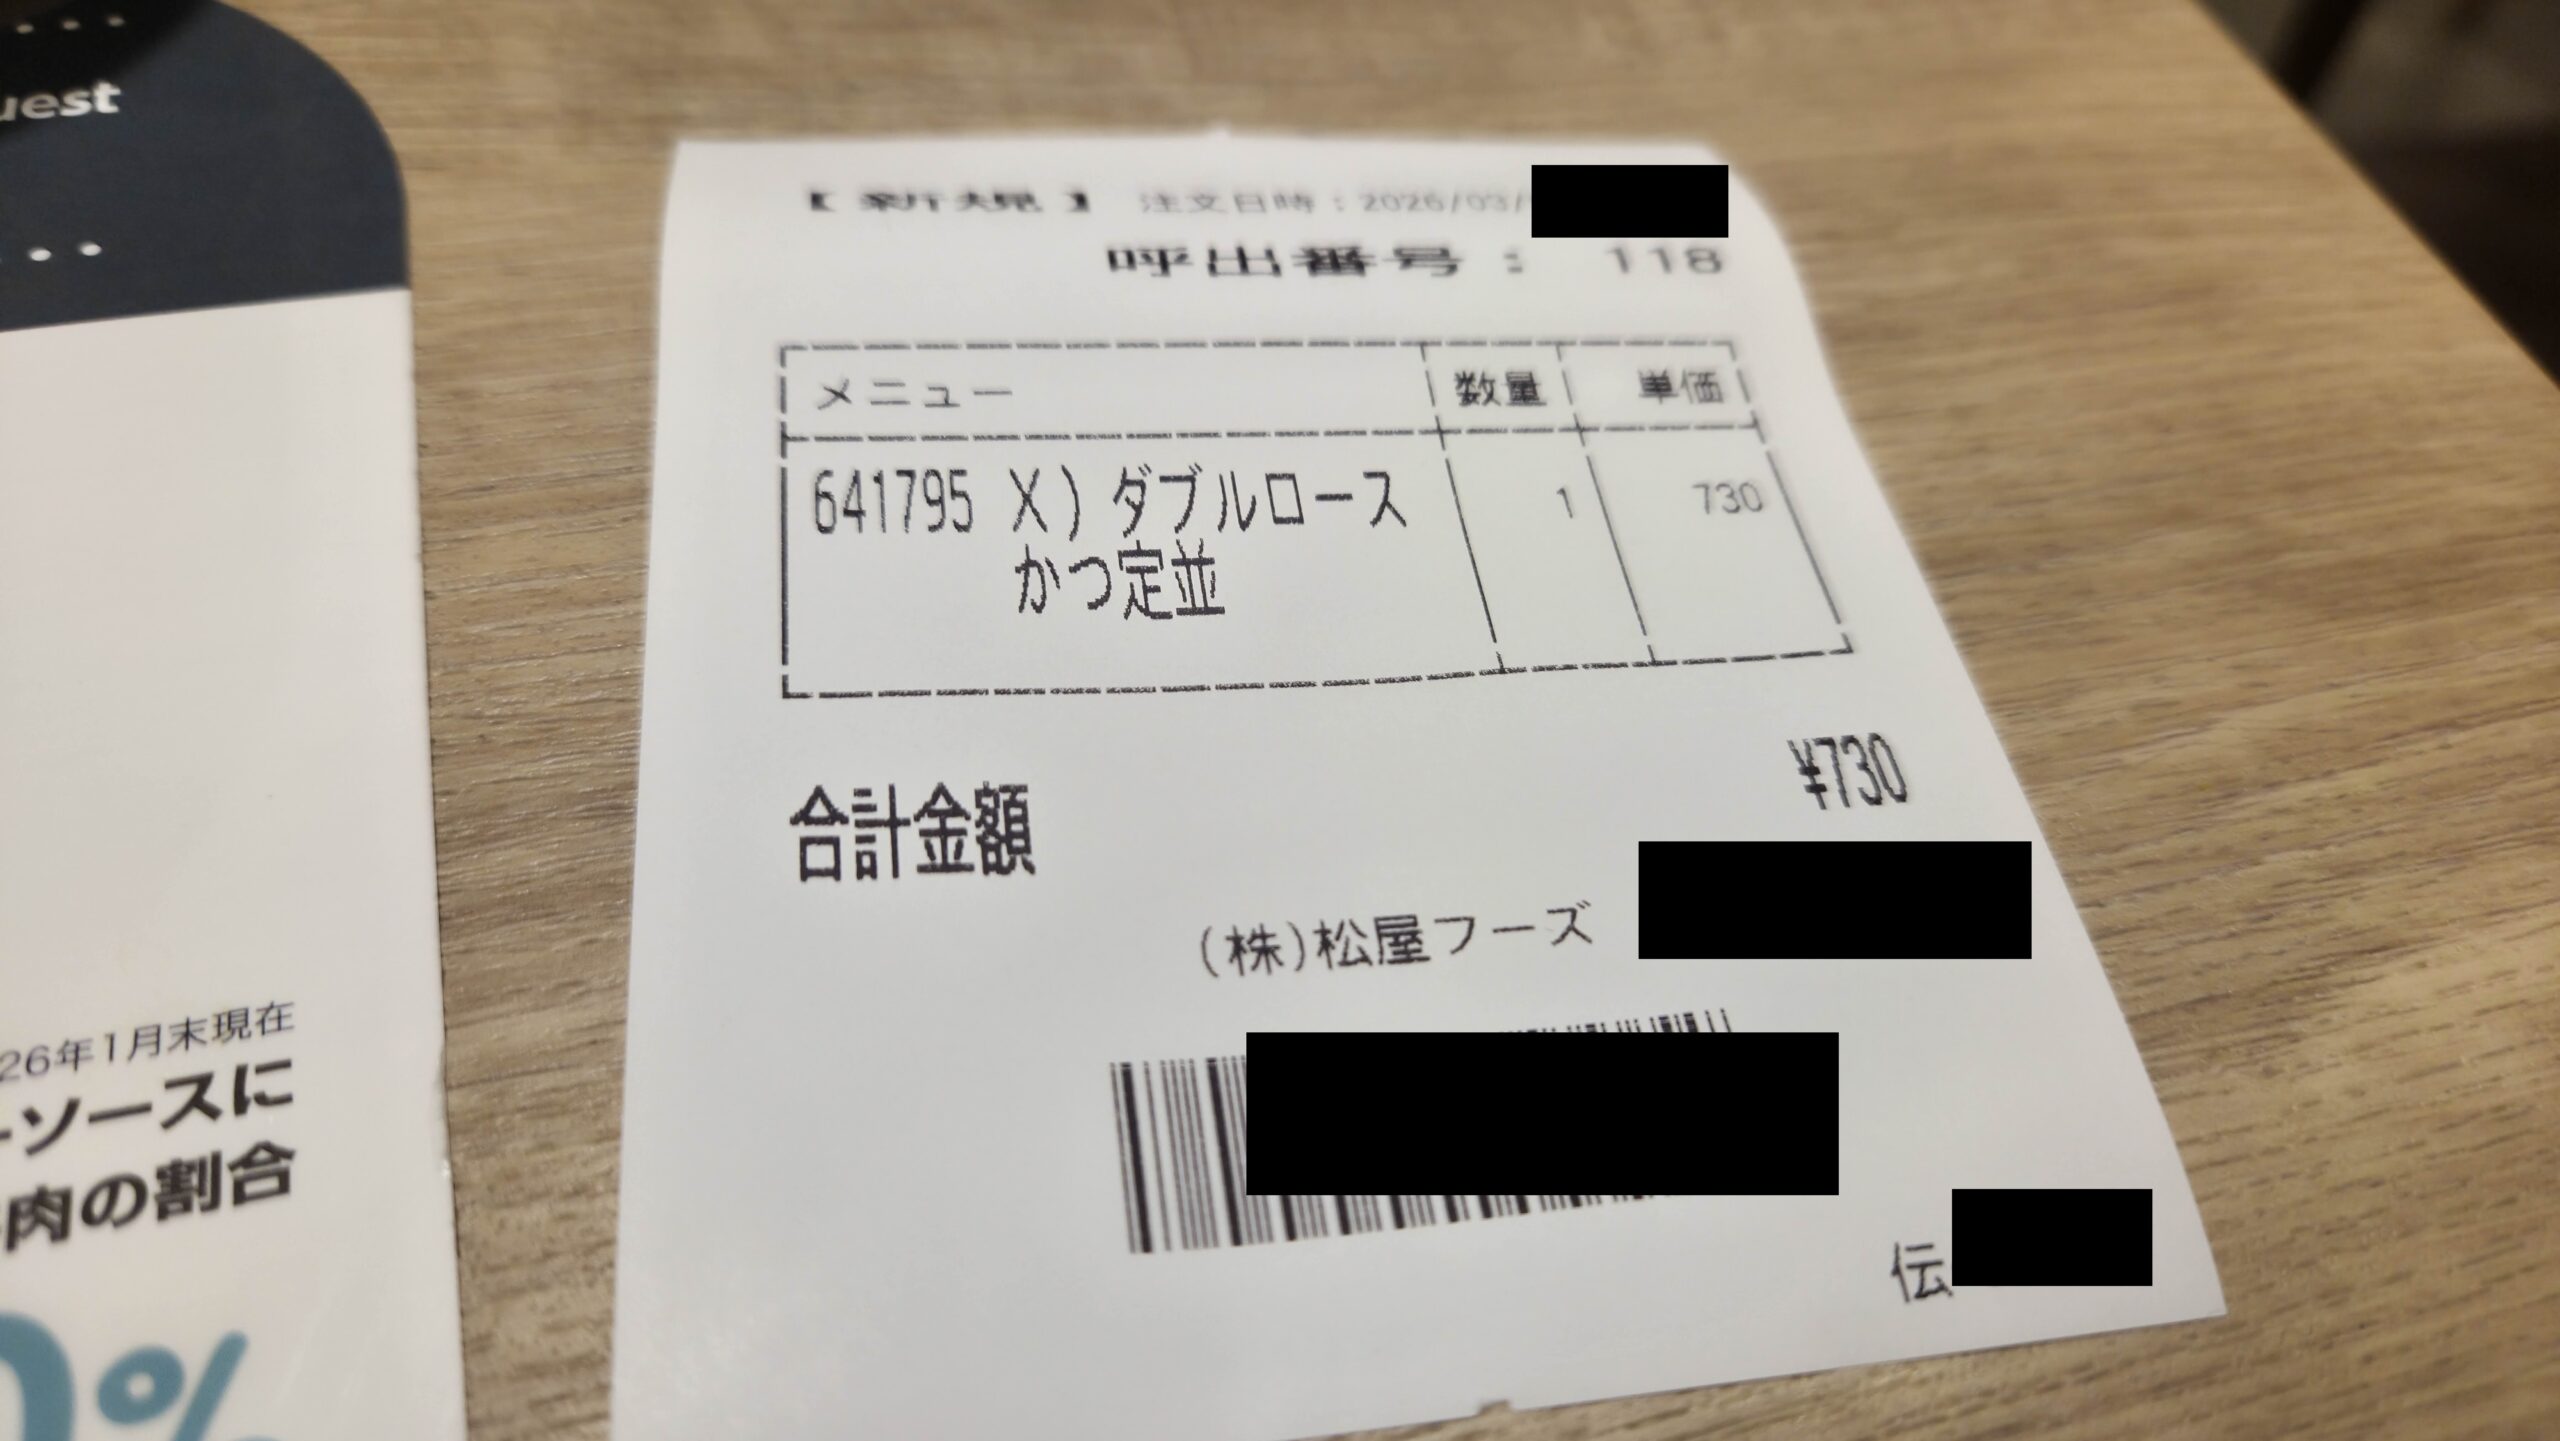 uest
26年1月末現在
ーソースに
肉の割合
0%
【 新規 】 注文日時：2026/03/
呼出番号： 118
メニュー 数量 単価
641795 X) ダブルロース 1 730
かつ定並
合計金額 ¥730
(株)松屋フーズ
伝